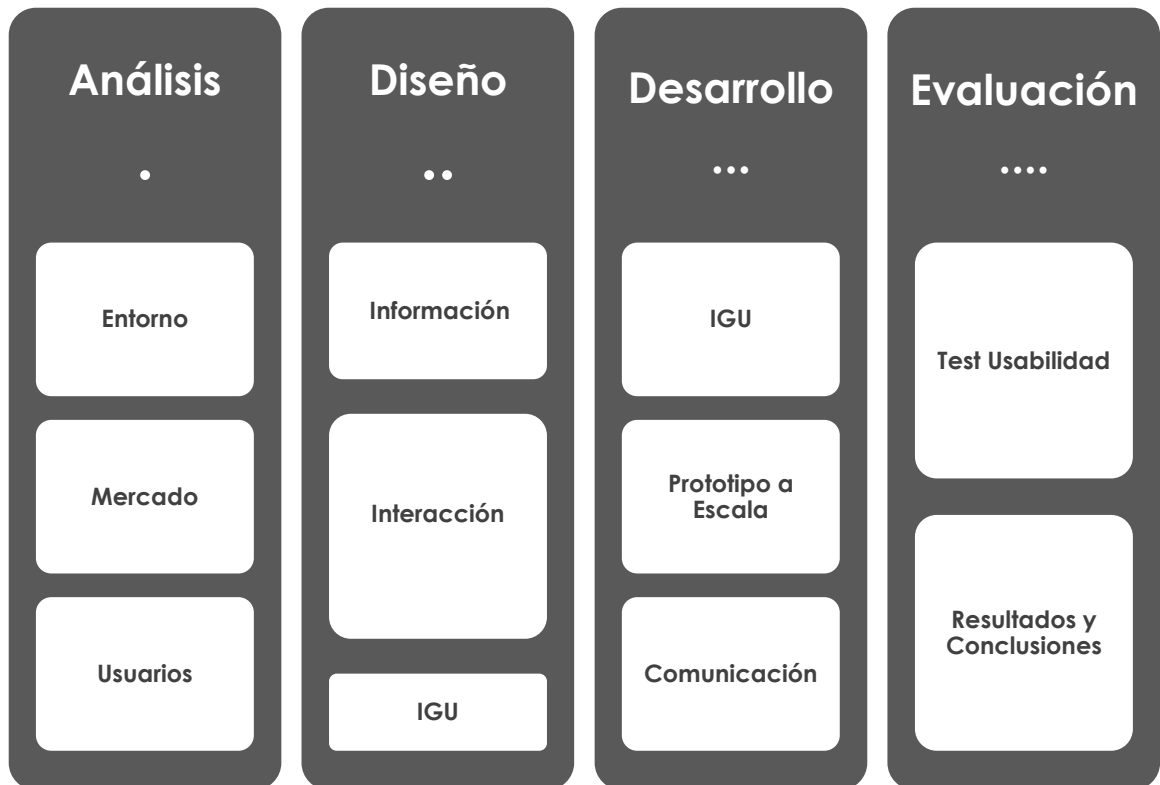 Análisis
Entorno
Mercado
Usuarios
Diseño
Información
Interacción
IGU
Desarrollo
IGU
Prototipo a
Escala
Comunicación
Evaluación
Test Usabilidad
Resultados y
Conclusiones